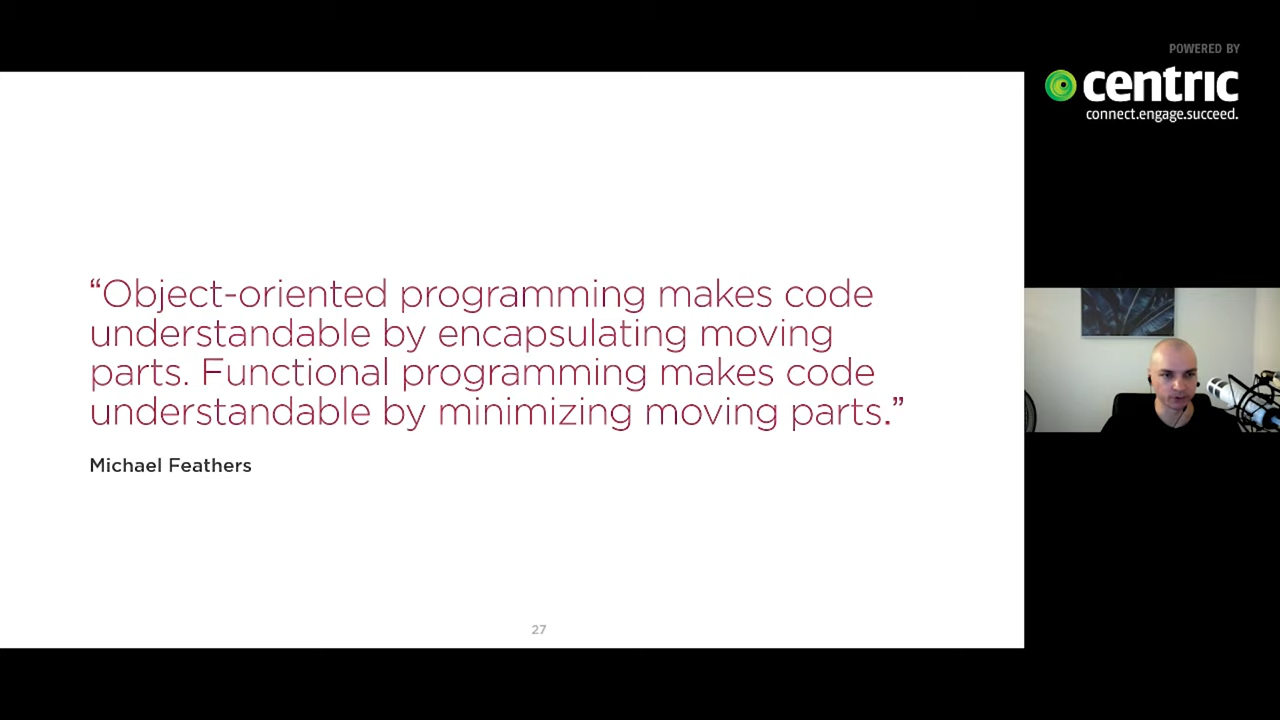 POWERED BY
centric
connect.engage.succeed.
“Object-oriented programming makes code
understandable by encapsulating moving
parts. Functional programming makes code
understandable by minimizing moving parts.”
Michael Feathers
27